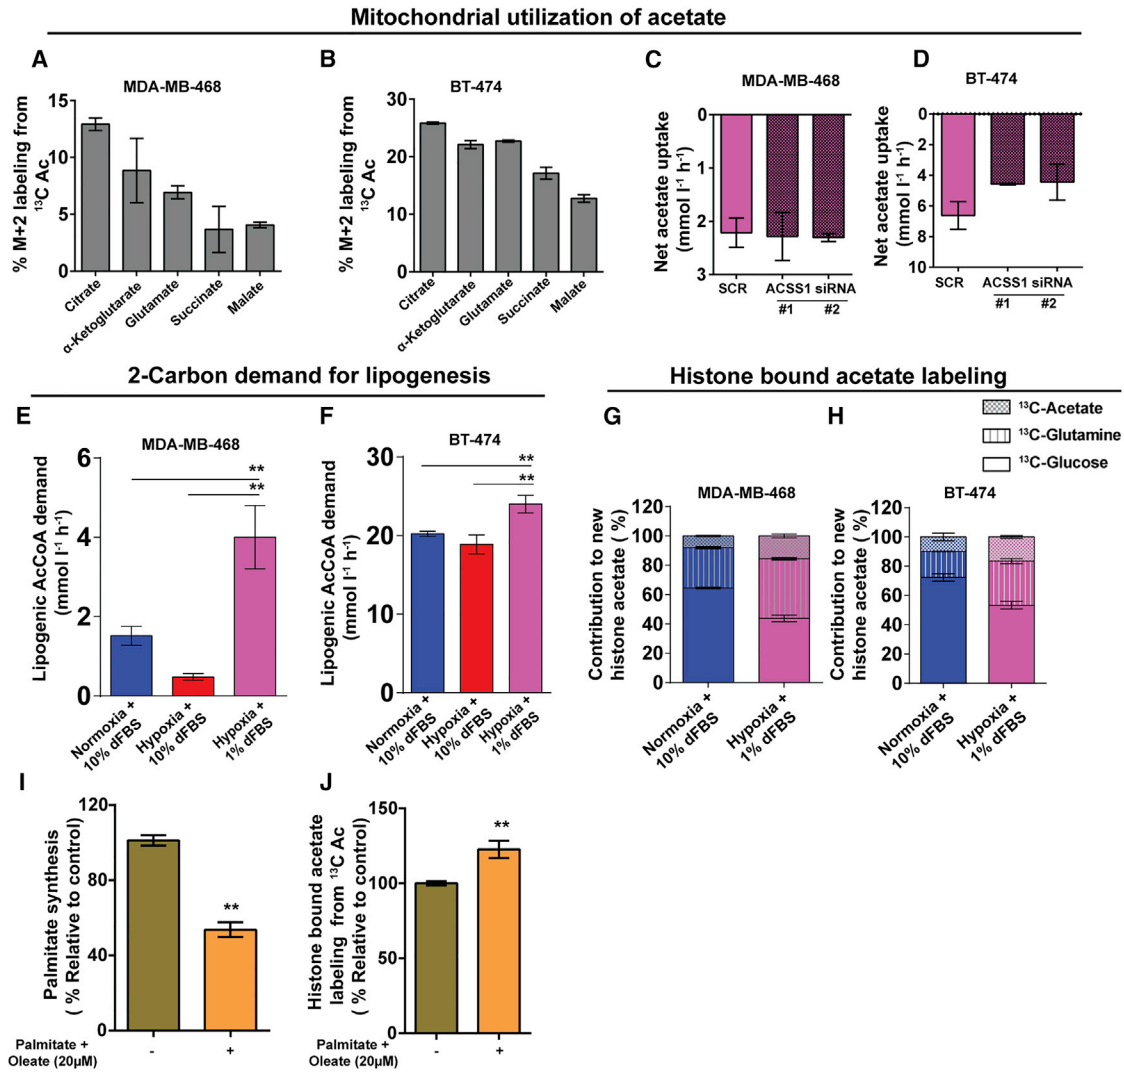 Mitochondrial utilization of acetate
A
MDA-MB-468
% M+2 labeling from
¹³C Ac
15
10
5
0
Citrate
α-Ketoglutarate
Glutamate
Succinate
Malate
B
BT-474
% M+2 labeling from
¹³C Ac
30
20
10
0
Citrate
α-Ketoglutarate
Glutamate
Succinate
Malate
C
MDA-MB-468
Net acetate uptake
(mmol l⁻¹ h⁻¹)
0
1
2
3
SCR
ACSS1 siRNA
#1 #2
D
BT-474
Net acetate uptake
(mmol l⁻¹ h⁻¹)
0
2
4
6
8
10
SCR
ACSS1 siRNA
#1 #2
2-Carbon demand for lipogenesis
E
MDA-MB-468
Lipogenic AcCoA demand
(mmol l⁻¹ h⁻¹)
6
4
2
0
**
**
Normoxia +
10% dFBS
Hypoxia +
10% dFBS
Hypoxia +
1% dFBS
F
BT-474
Lipogenic AcCoA demand
(mmol l⁻¹ h⁻¹)
30
20
10
0
**
**
Normoxia +
10% dFBS
Hypoxia +
10% dFBS
Hypoxia +
1% dFBS
Histone bound acetate labeling
¹³C-Acetate
¹³C-Glutamine
¹³C-Glucose
G
MDA-MB-468
Contribution to new
histone acetate ( %)
120
100
80
60
40
20
0
Normoxia +
10% dFBS
Hypoxia +
1% dFBS
H
BT-474
Contribution to new
histone acetate ( %)
120
100
80
60
40
20
0
Normoxia +
10% dFBS
Hypoxia +
1% dFBS
I
Palmitate synthesis
( % Relative to control)
120
80
40
0
**
Palmitate +
Oleate (20µM)
- +
J
Histone bound acetate
labeling from ¹³C Ac
( % Relative to control)
150
100
50
0
**
Palmitate +
Oleate (20µM)
- +